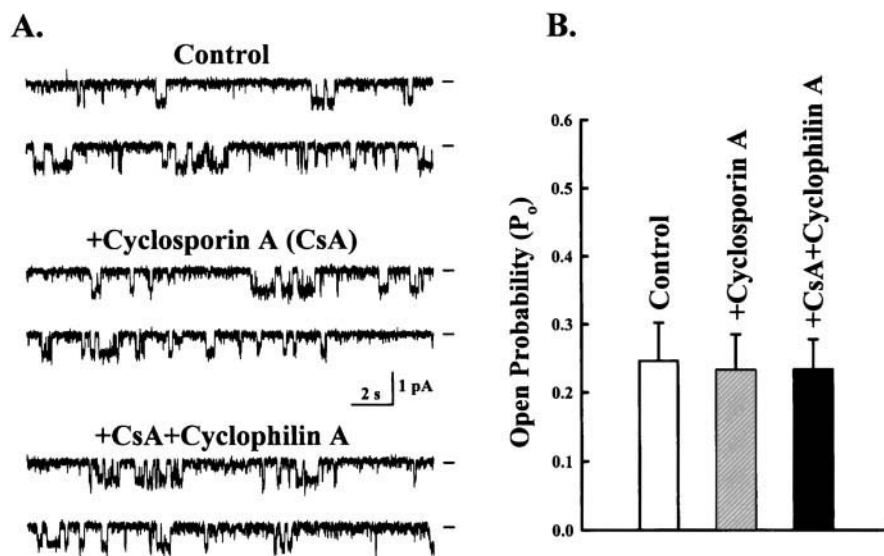 A.
Control
+Cyclosporin A (CsA)
2 s
1 pA
+CsA+Cyclophilin A
B.
Open Probability (Po)
0.6
0.5
0.4
0.3
0.2
0.1
0.0
Control
+Cyclosporin A
+CsA+Cyclophilin A